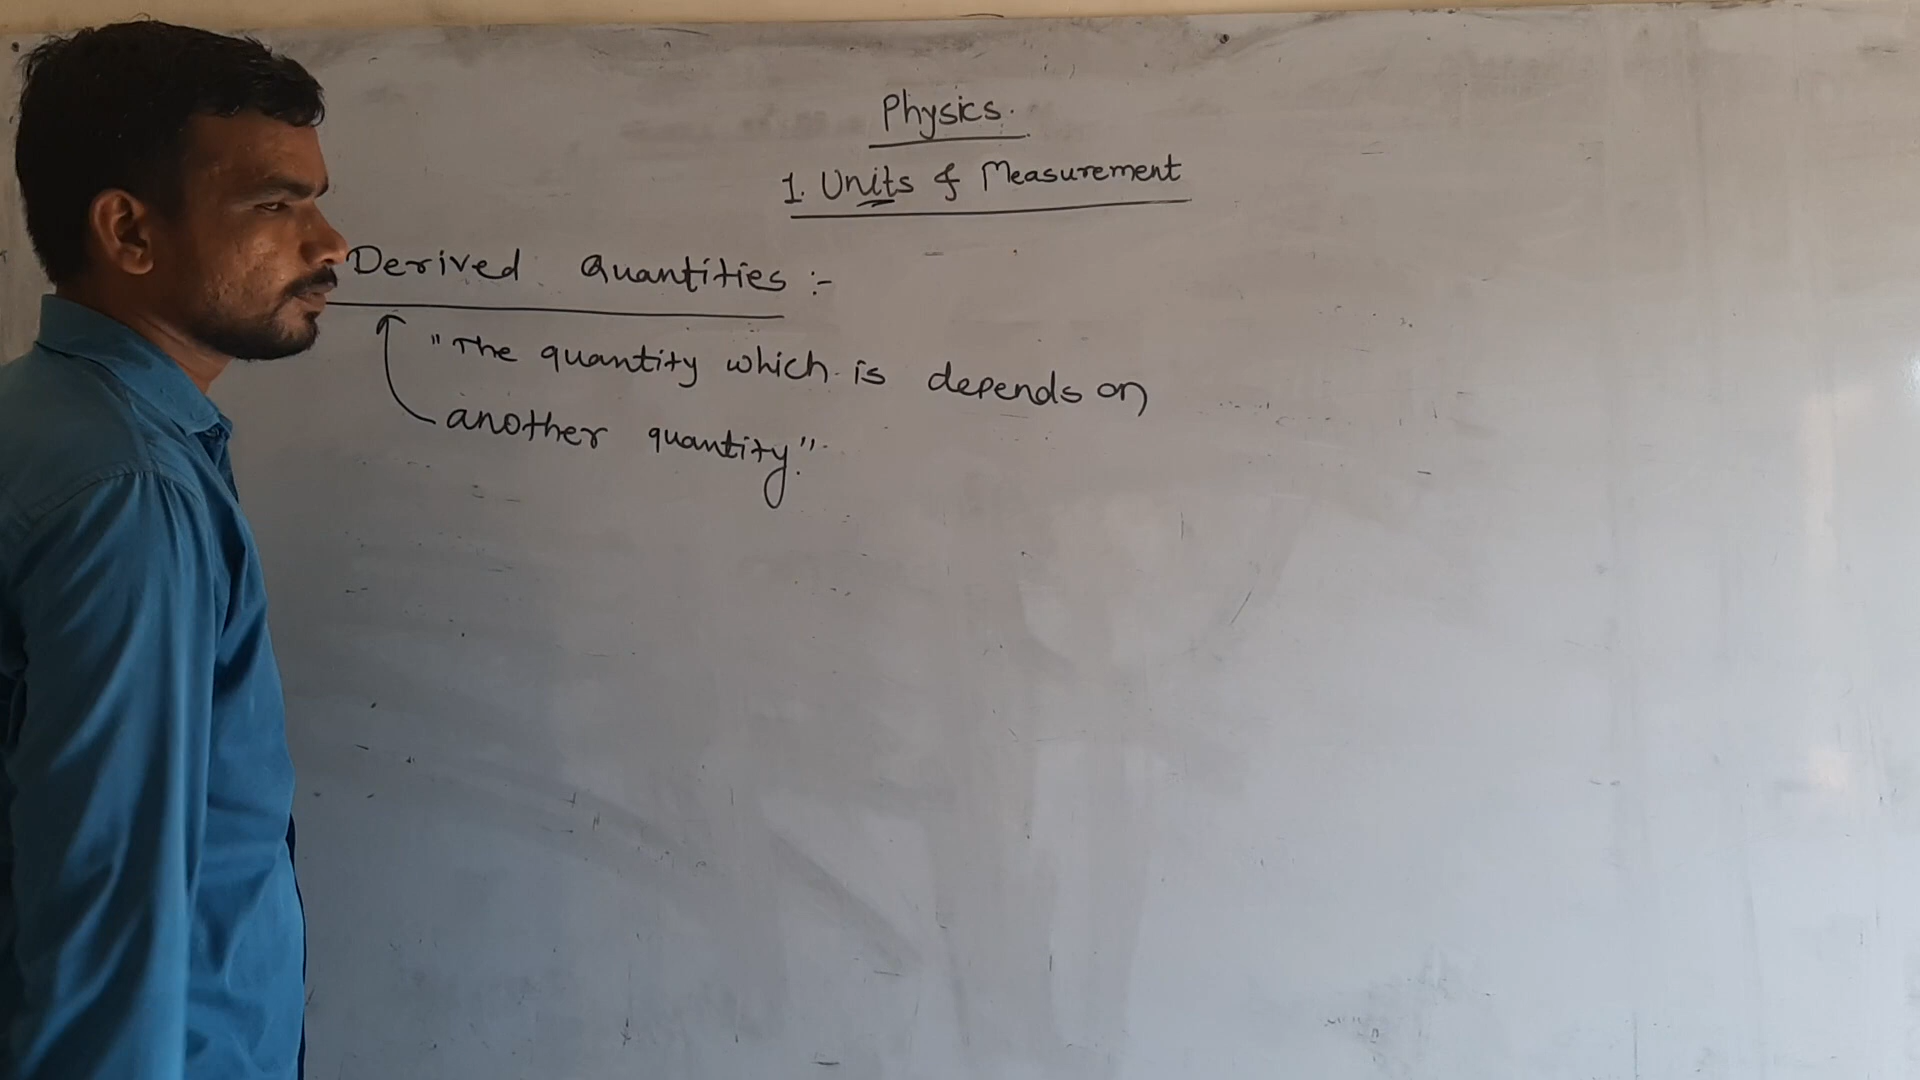 Physics.
1. Units & Measurement
Derived Quantities :-
"The quantity which is depends on
another quantity."